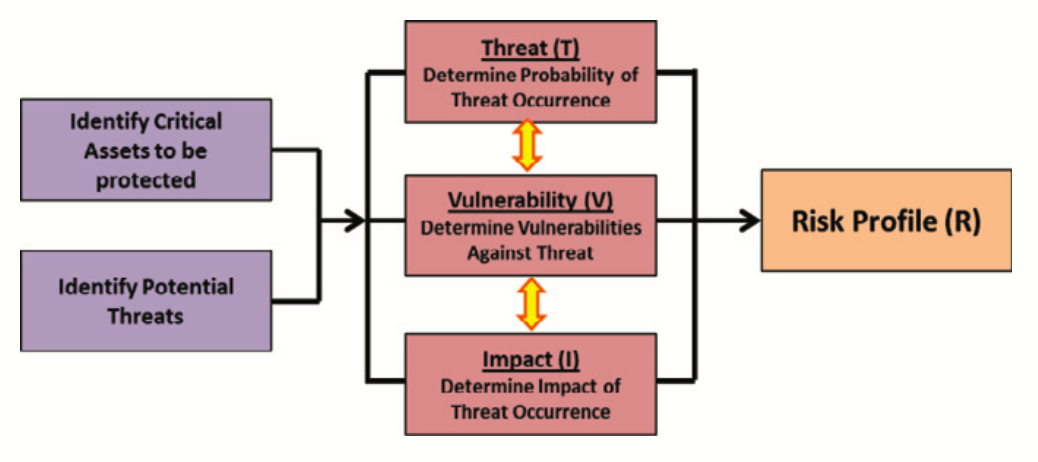 Identify Critical
Assets to be
protected
Identify Potential
Threats
Threat (T)
Determine Probability of
Threat Occurrence
Vulnerability (V)
Determine Vulnerabilities
Against Threat
Impact (I)
Determine Impact of
Threat Occurrence
Risk Profile (R)